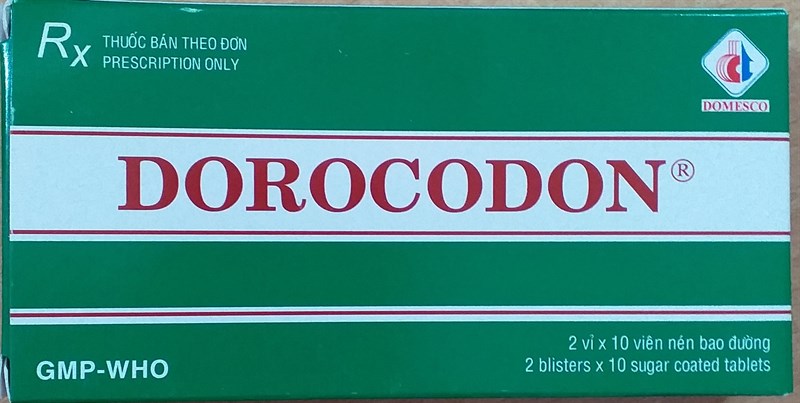 Rx THUỐC BÁN THEO ĐƠN
PRESCRIPTION ONLY
DOMESCO
DOROCODON®
2 vỉ x 10 viên nén bao đường
2 blisters x 10 sugar coated tablets
GMP-WHO